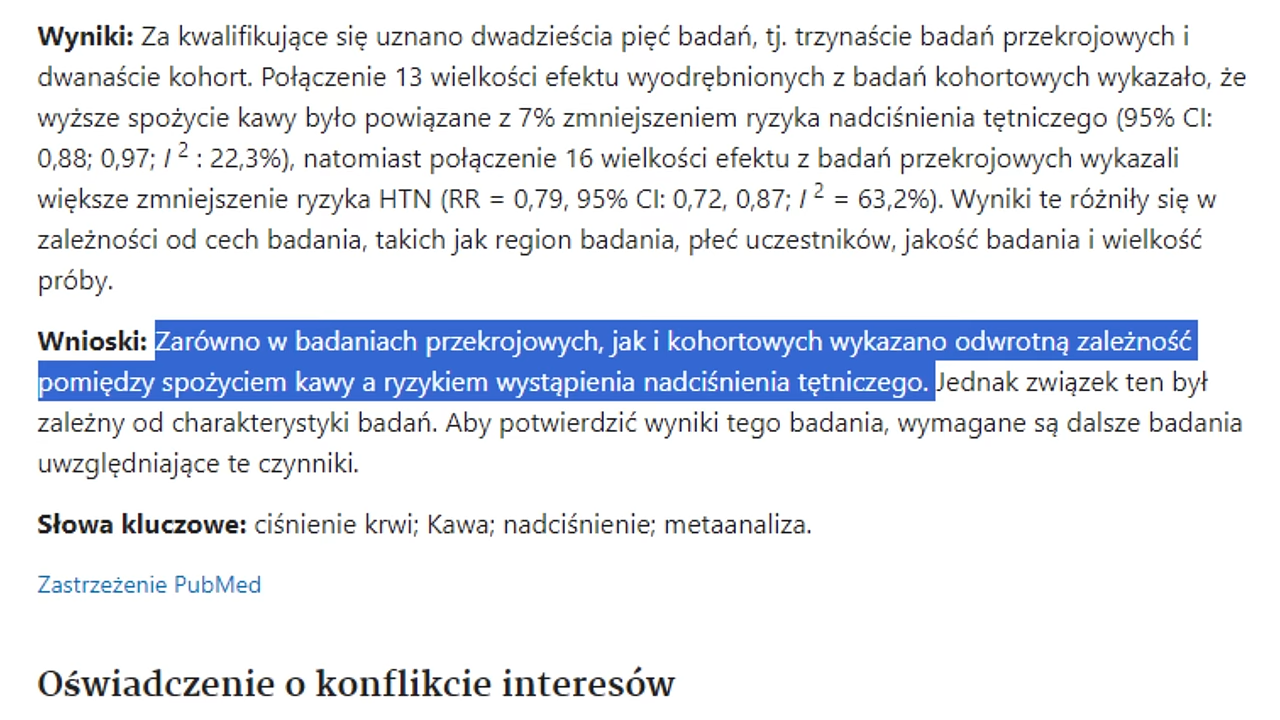 Wyniki: Za kwalifikujące się uznano dwadzieścia pięć badań, tj. trzynaście badań przekrojowych i
dwanaście kohort. Połączenie 13 wielkości efektu wyodrębnionych z badań kohortowych wykazało, że
wyższe spożycie kawy było powiązane z 7% zmniejszeniem ryzyka nadciśnienia tętniczego (95% CI:
0,88; 0,97; I ² : 22,3%), natomiast połączenie 16 wielkości efektu z badań przekrojowych wykazali
większe zmniejszenie ryzyka HTN (RR = 0,79, 95% CI: 0,72, 0,87; I ² = 63,2%). Wyniki te różniły się w
zależności od cech badania, takich jak region badania, płeć uczestników, jakość badania i wielkość
próby.
Wnioski: Zarówno w badaniach przekrojowych, jak i kohortowych wykazano odwrotną zależność
pomiędzy spożyciem kawy a ryzykiem wystąpienia nadciśnienia tętniczego. Jednak związek ten był
zależny od charakterystyki badań. Aby potwierdzić wyniki tego badania, wymagane są dalsze badania
uwzględniające te czynniki.
Słowa kluczowe: ciśnienie krwi; Kawa; nadciśnienie; metaanaliza.
Zastrzeżenie PubMed
Oświadczenie o konflikcie interesów